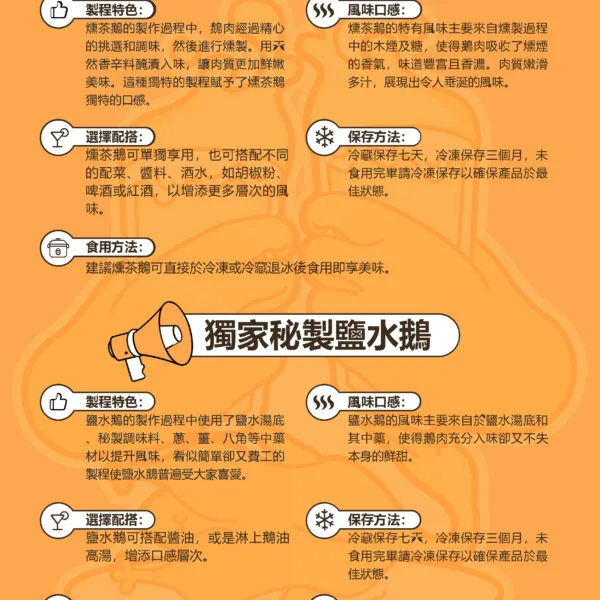 製程特色：
燻茶鵝的製作過程中，鵝肉經過精心
的挑選和調味，然後進行燻製。用天
然香辛料醃漬入味，讓肉質更加鮮嫩
美味。這種獨特的製程賦予了燻茶鵝
獨特的口感。
風味口感：
燻茶鵝的特有風味主要來自燻製過程
中的木煙及糖，使得鵝肉吸收了燻煙
的香氣，味道豐富且香濃。肉質嫩滑
多汁，展現出令人垂涎的風味。
選擇配搭：
燻茶鵝可單獨享用，也可搭配不同
的配菜、醬料、酒水，如胡椒粉、
啤酒或紅酒，以增添更多層次的風
味。
保存方法：
冷藏保存七天，冷凍保存三個月，未
食用完畢請冷凍保存以確保產品於最
佳狀態。
食用方法：
建議燻茶鵝可直接於冷凍或冷藏退冰後食用即享美味。
獨家秘製鹽水鵝
製程特色：
鹽水鵝的製作過程中使用了鹽水湯底
、秘製調味料、蔥、薑、八角等中藥
材以提升風味，看似簡單卻又費工的
製程使鹽水鵝普遍受大家喜愛。
風味口感：
鹽水鵝的風味主要來自於鹽水湯底和
其中藥，使得鵝肉充分入味卻又不失
本身的鮮甜。
選擇配搭：
鹽水鵝可搭配醬油，或是淋上鵝油
高湯，增添口感層次。
保存方法：
冷藏保存七天，冷凍保存三個月，未
食用完畢請冷凍保存以確保產品於最
佳狀態。